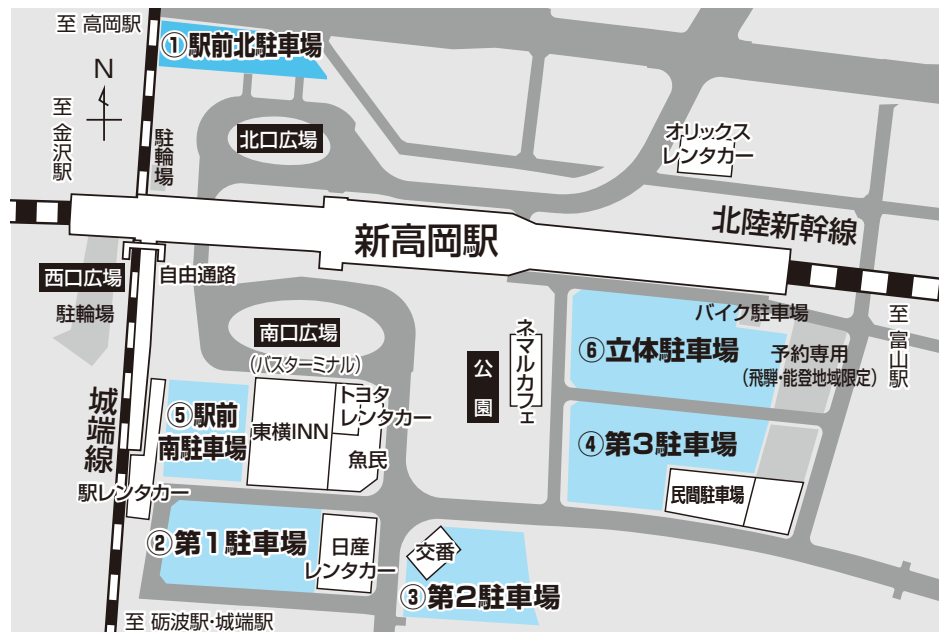 至 高岡駅
①駅前北駐車場
N
至 金沢駅
駐輪場
北口広場
オリックス
レンタカー
新高岡駅
北陸新幹線
西口広場
自由通路
駐輪場
南口広場
(バスターミナル)
公園
ネマルカフェ
バイク駐車場
⑥立体駐車場
予約専用
(飛騨・能登地域限定)
至 富山駅
城端線
⑤駅前
南駐車場
東横INN
トヨタ
レンタカー
魚民
④第3駐車場
民間駐車場
駅レンタカー
②第1駐車場
日産
レンタカー
交番
③第2駐車場
至 砺波駅・城端駅